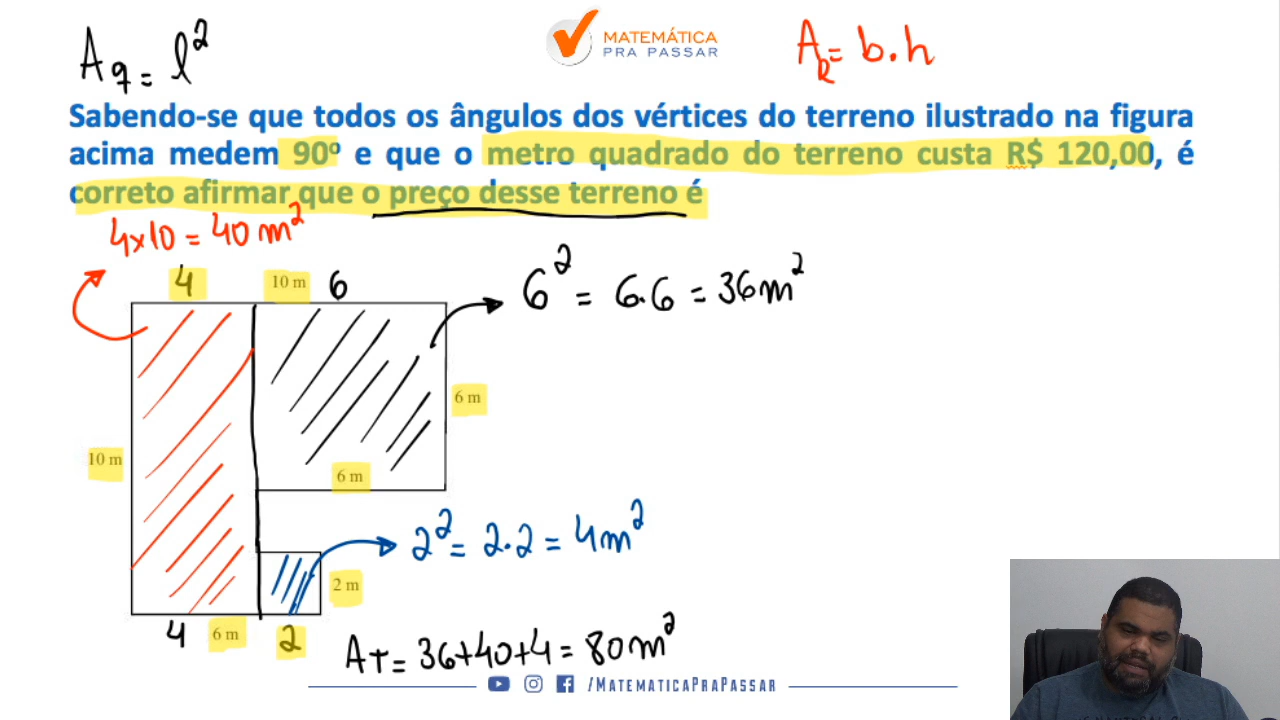 Aq = l²
MATEMÁTICA
PRA PASSAR
AR = b.h
Sabendo-se que todos os ângulos dos vértices do terreno ilustrado na figura
acima medem 90º e que o metro quadrado do terreno custa R$ 120,00, é
correto afirmar que o preço desse terreno é
4x10 = 40 m²
4
10 m
6
6² = 6.6 = 36m²
6 m
10 m
6 m
2² = 2.2 = 4m²
2 m
4
6 m
2
AT = 36+40+4 = 80m²
/MATEMATICAPRAPASSAR